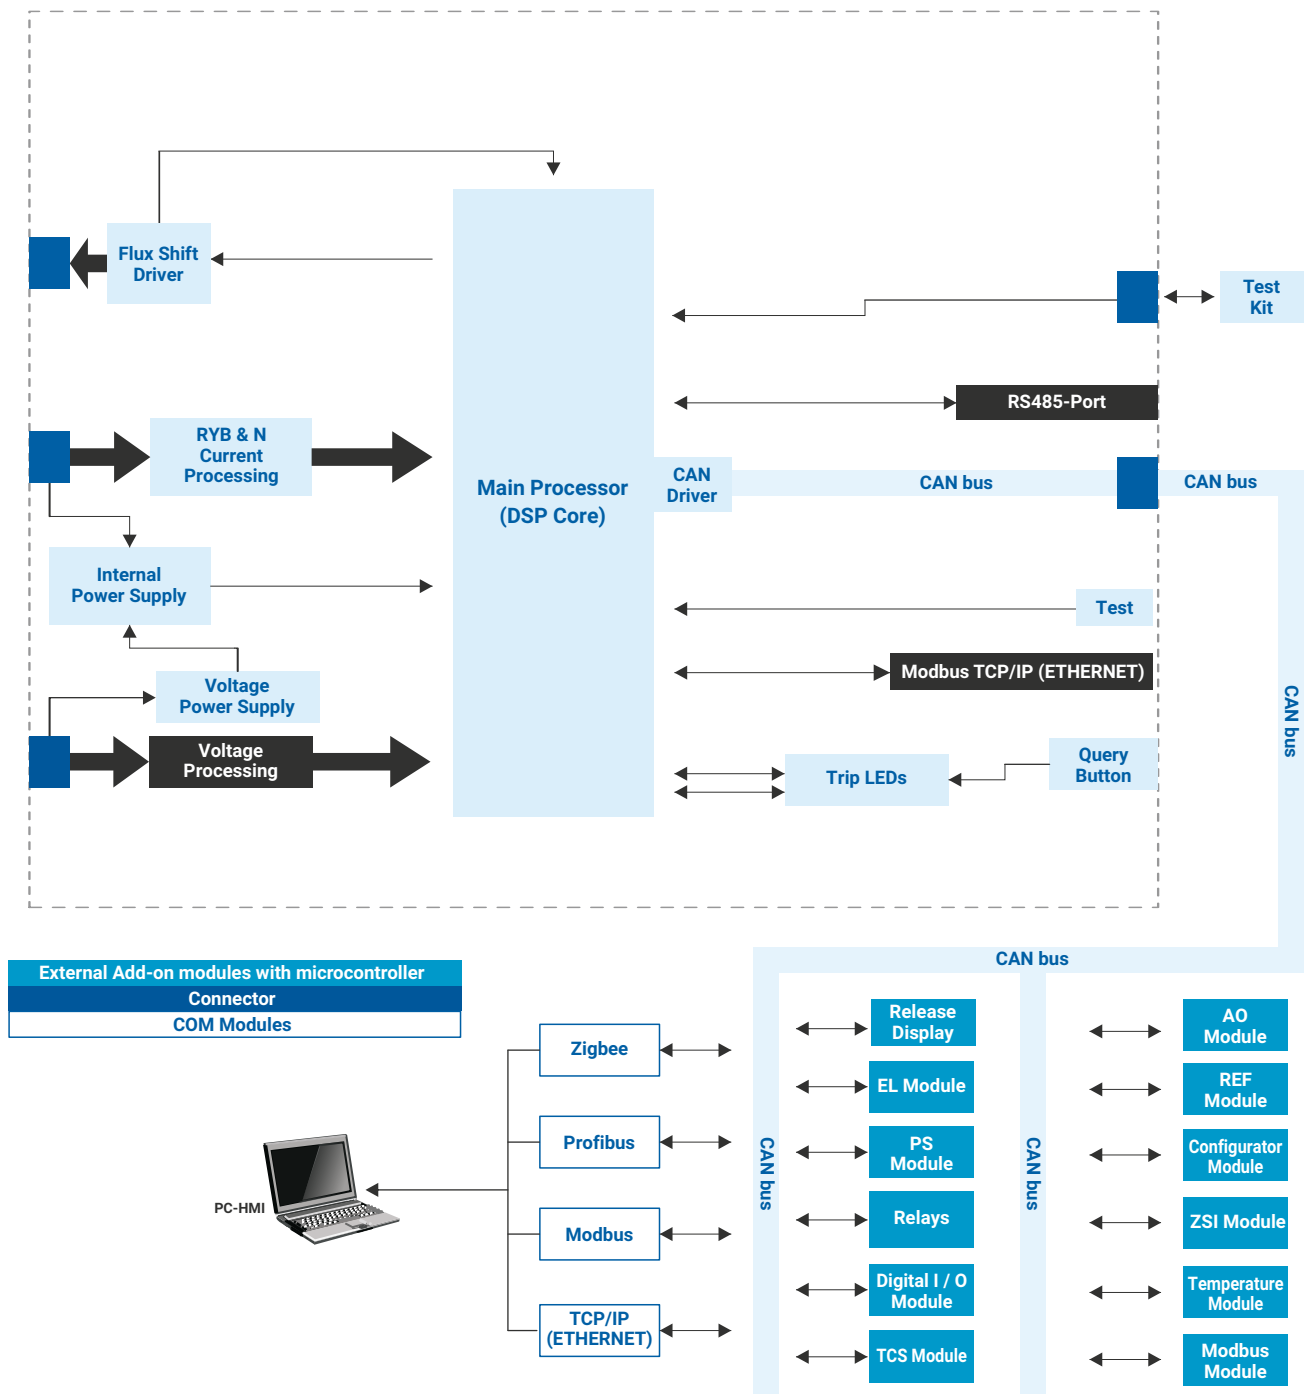 Flux Shift
Driver
Test
Kit
RS485-Port
RYB & N
Current
Processing
Main Processor
(DSP Core)
CAN
Driver
CAN bus
CAN bus
Internal
Power Supply
Test
Modbus TCP/IP (ETHERNET)
Voltage
Power Supply
CAN bus
Voltage
Processing
Trip LEDs
Query
Button
External Add-on modules with microcontroller
Connector
COM Modules
CAN bus
Zigbee
Profibus
Modbus
TCP/IP
(ETHERNET)
PC-HMI
CAN bus
Release
Display
EL Module
PS
Module
Relays
Digital I / O
Module
TCS Module
CAN bus
AO
Module
REF
Module
Configurator
Module
ZSI Module
Temperature
Module
Modbus
Module